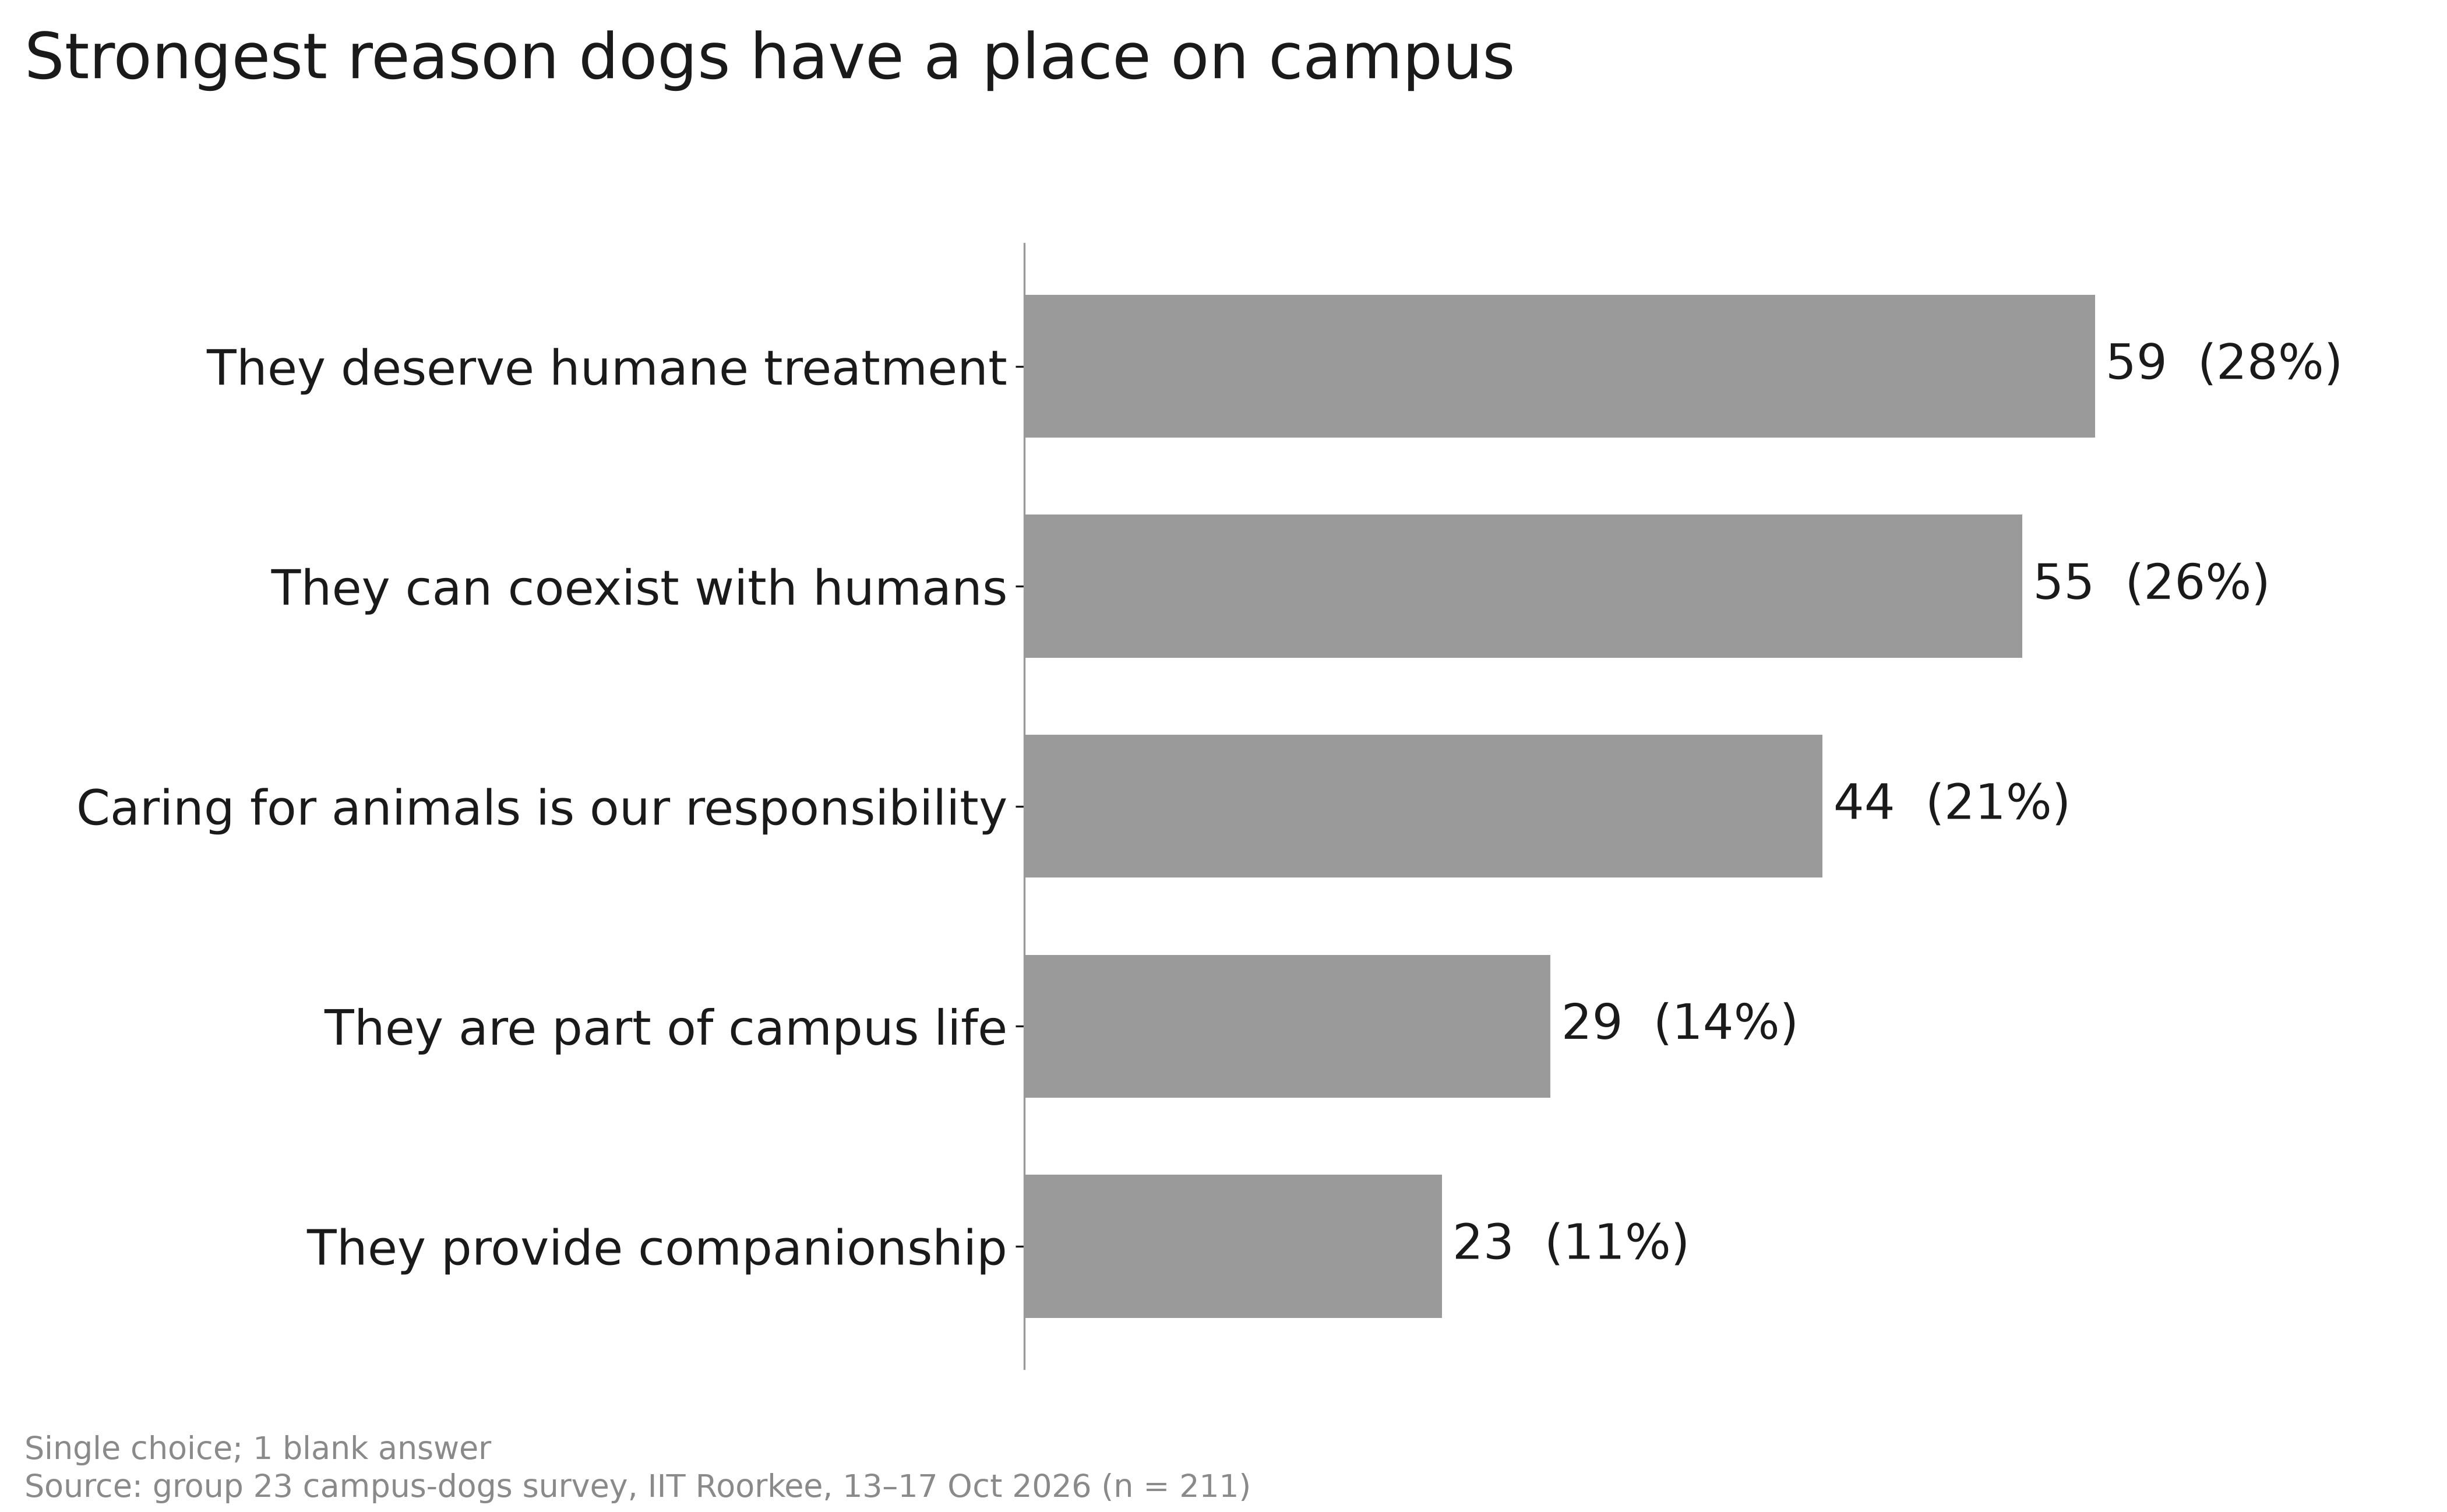 Strongest reason dogs have a place on campus
They deserve humane treatment 59 (28%)
They can coexist with humans 55 (26%)
Caring for animals is our responsibility 44 (21%)
They are part of campus life 29 (14%)
They provide companionship 23 (11%)
Single choice; 1 blank answer
Source: group 23 campus-dogs survey, IIT Roorkee, 13–17 Oct 2026 (n = 211)